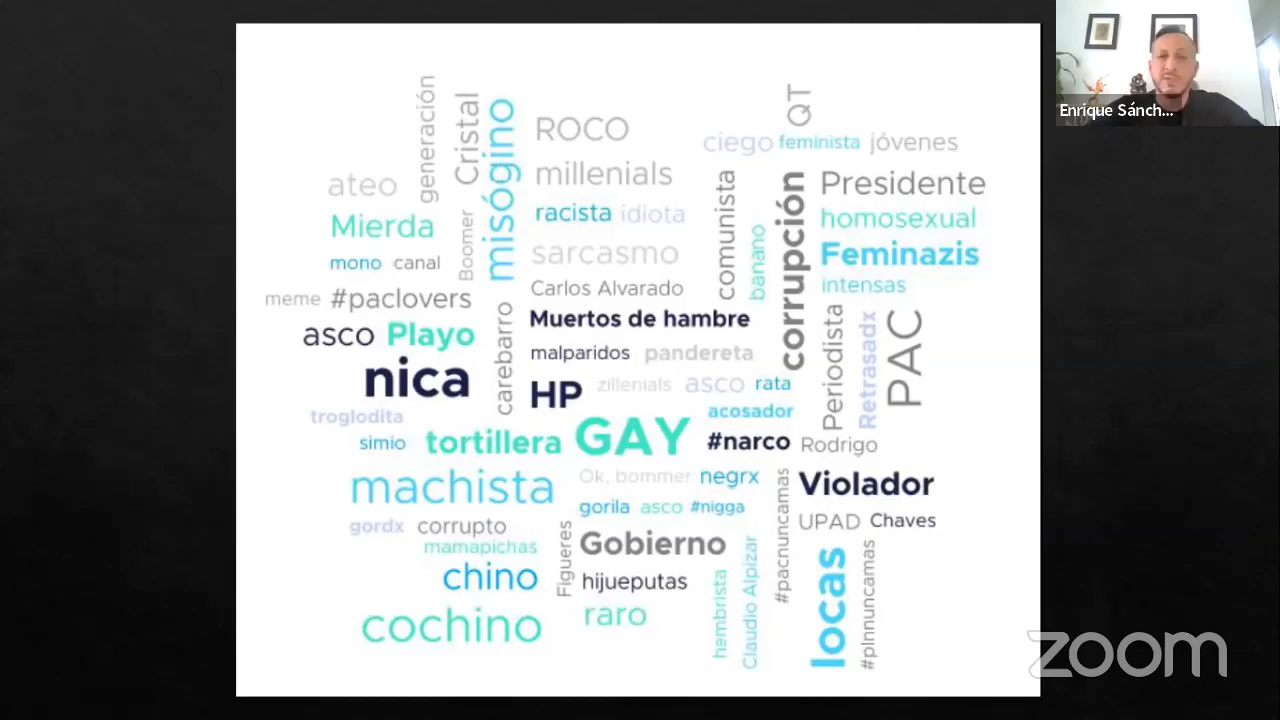 generación
Cristal
misógino
ROCO
QT
ciego feminista jóvenes
ateo
millenials
Presidente
Mierda
Boomer
racista idiota
comunista
corrupción
homosexual
mono canal
sarcasmo
banano
Feminazis
meme #paclovers
Carlos Alvarado
intensas
asco Playo
carebarro
Muertos de hambre
Periodista
Retrasadx
PAC
nica
malparidos pandereta
HP zillenials asco rata
troglodita
acosador
simio tortillera GAY #narco Rodrigo
machista
Ok, bommer negrx
#pacnuncamas
Violador
gordx corrupto
gorila asco #nigga
UPAD Chaves
mamapichas
Figueres
Gobierno
hembrista
Claudio Alpizar
locas
#plnnuncamas
chino
hijueputas
cochino
raro
Enrique Sánch...
zoom